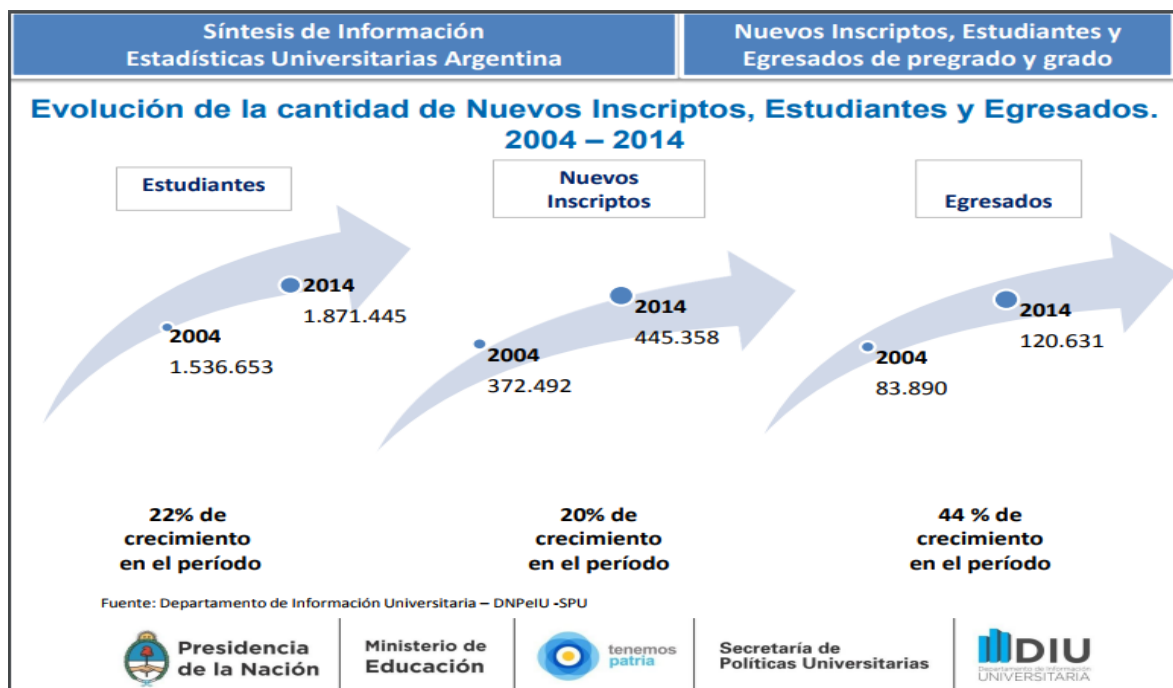 Síntesis de Información
Estadísticas Universitarias Argentina
Nuevos Inscriptos, Estudiantes y
Egresados de pregrado y grado
Evolución de la cantidad de Nuevos Inscriptos, Estudiantes y Egresados.
2004 – 2014
Estudiantes
2014
1.871.445
2004
1.536.653
22% de
crecimiento
en el período
Nuevos
Inscriptos
2014
445.358
2004
372.492
20% de
crecimiento
en el período
Egresados
2014
120.631
2004
83.890
44 % de
crecimiento
en el período
Fuente: Departamento de Información Universitaria – DNPeIU -SPU
Presidencia
de la Nación
Ministerio de
Educación
tenemos
patria
Secretaría de
Políticas Universitarias
DIU
Departamento de Información
UNIVERSITARIA